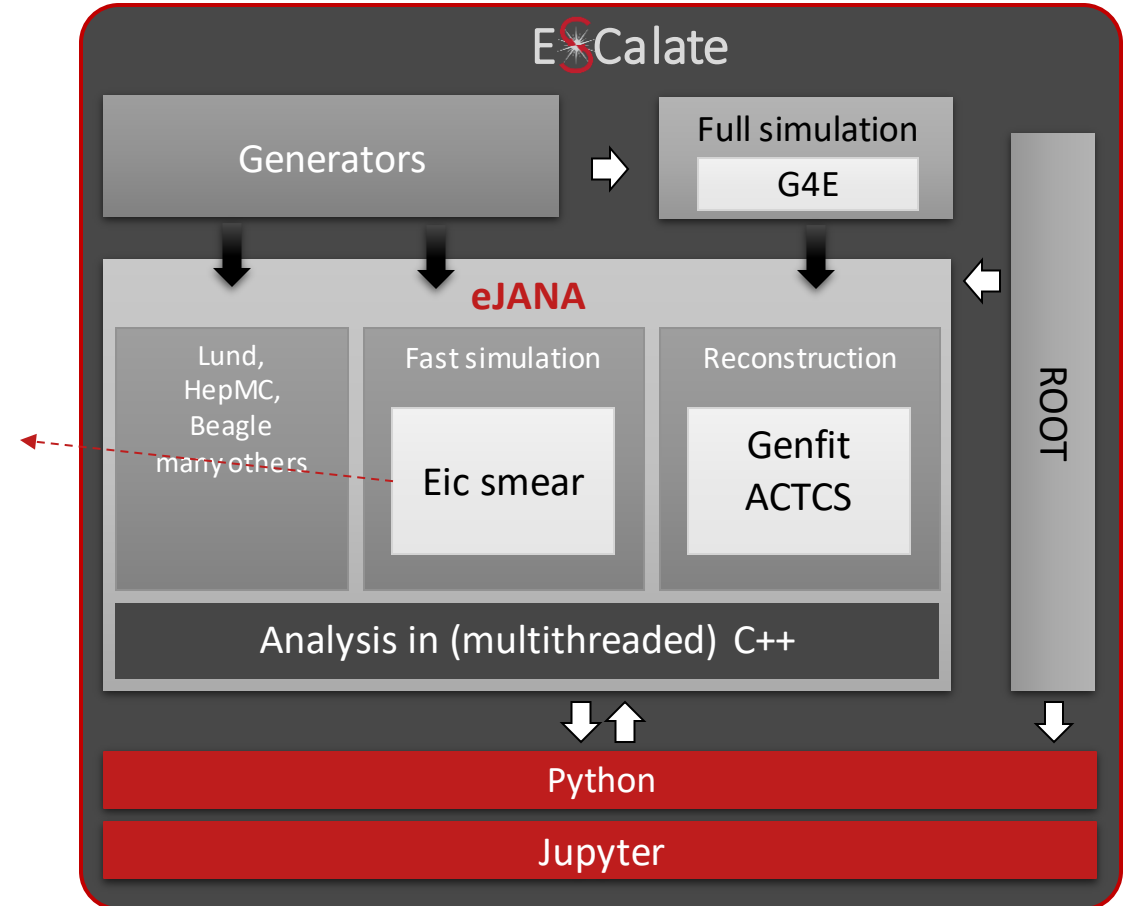 ESCalate
Generators
Full simulation
G4E
eJANA
Lund,
HepMC,
Beagle
many others
Fast simulation
Eic smear
Reconstruction
Genfit
ACTCS
ROOT
Analysis in (multithreaded) C++
Python
Jupyter